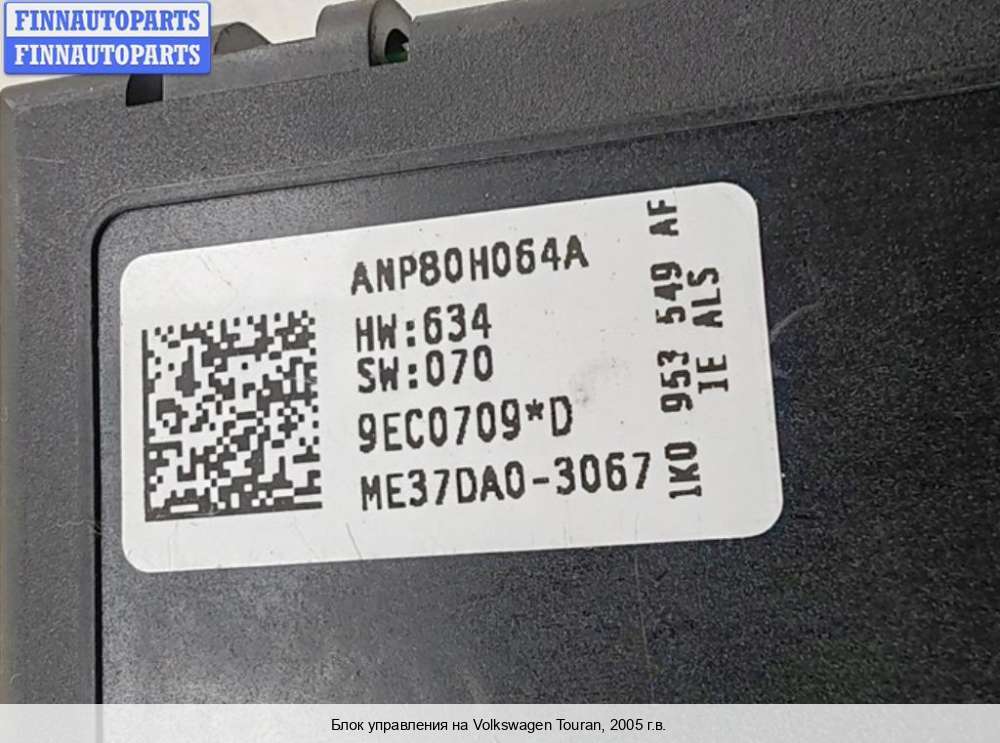 FINNAUTOPARTS
FINNAUTOPARTS
ANP80H064A
HW:634
SW:070
9EC0709*D
ME37DA0-3067
1K0 953 549 AF
IE ALS
Блок управления на Volkswagen Touran, 2005 г.в.